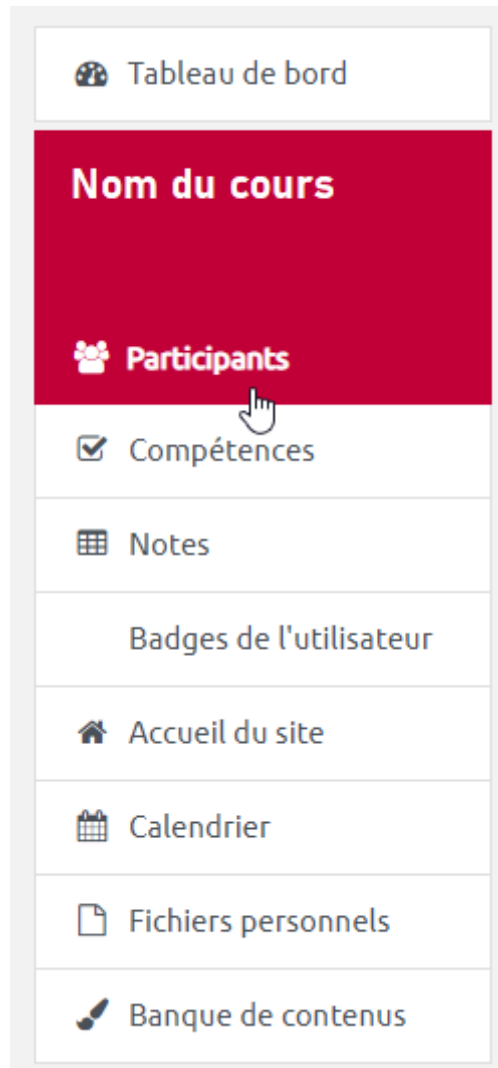 Tableau de bord
Nom du cours
Participants
Compétences
Notes
Badges de l'utilisateur
Accueil du site
Calendrier
Fichiers personnels
Banque de contenus